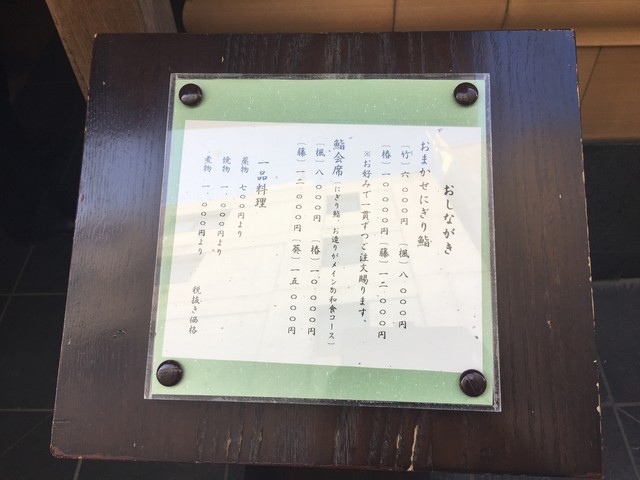 おしながき
おまかせにぎり鮨
〔竹〕六、〇〇〇円　〔楓〕八、〇〇〇円
〔椿〕一〇、〇〇〇円　〔藤〕一二、〇〇〇円
※お好みで一貫ずつご注文賜ります。
鮨会席（にぎり鮨、お造りがメインの和食コース）
〔楓〕八、〇〇〇円　〔椿〕一〇、〇〇〇円
〔藤〕一二、〇〇〇円　〔葵〕一五、〇〇〇円
一品料理
蒸物　七〇〇円より
焼物　一、〇〇〇円より
煮物　一、〇〇〇円より
税抜き価格